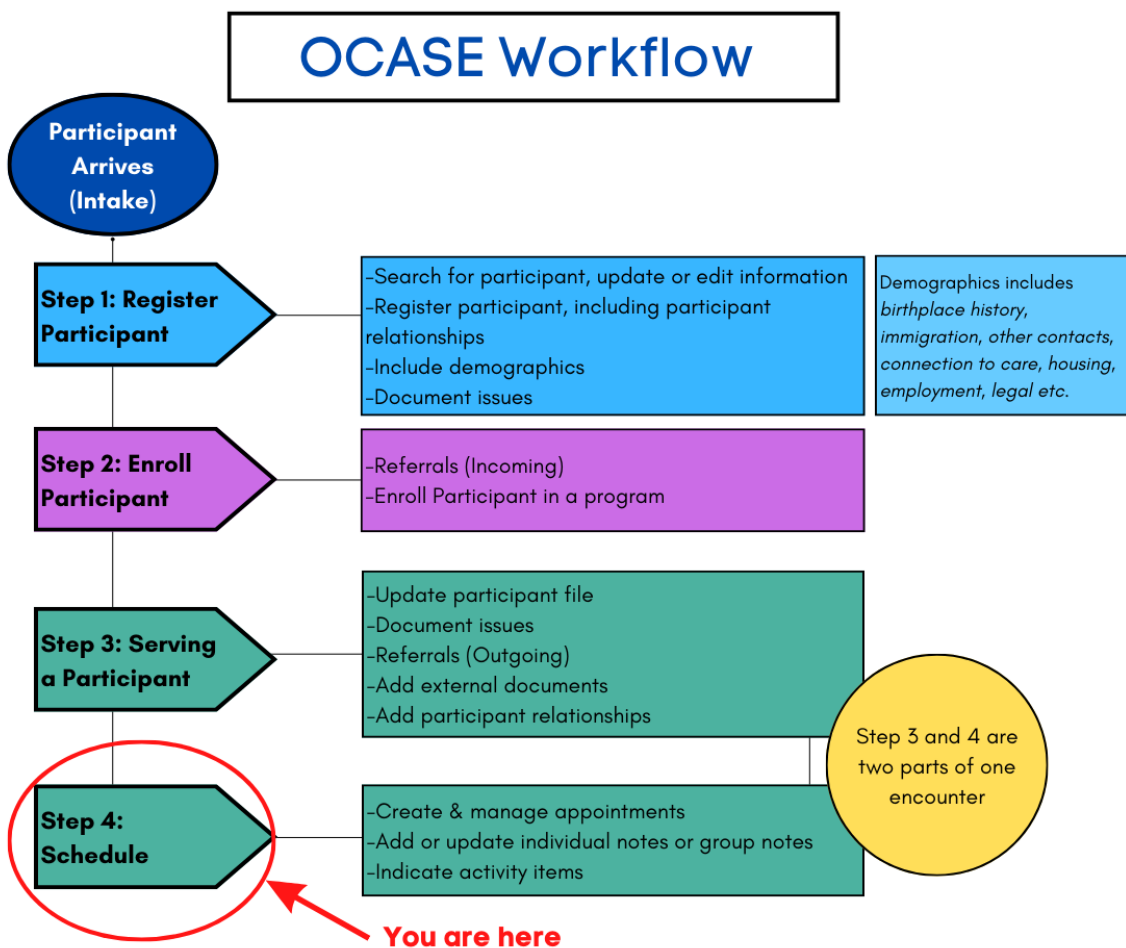 OCASE Workflow
Participant
Arrives
(Intake)
Step 1: Register
Participant
-Search for participant, update or edit information
-Register participant, including participant
relationships
-Include demographics
-Document issues
Demographics includes
birthplace history,
immigration, other contacts,
connection to care, housing,
employment, legal etc.
Step 2: Enroll
Participant
-Referrals (Incoming)
-Enroll Participant in a program
Step 3: Serving
a Participant
-Update participant file
-Document issues
-Referrals (Outgoing)
-Add external documents
-Add participant relationships
Step 3 and 4 are
two parts of one
encounter
Step 4:
Schedule
-Create & manage appointments
-Add or update individual notes or group notes
-Indicate activity items
You are here